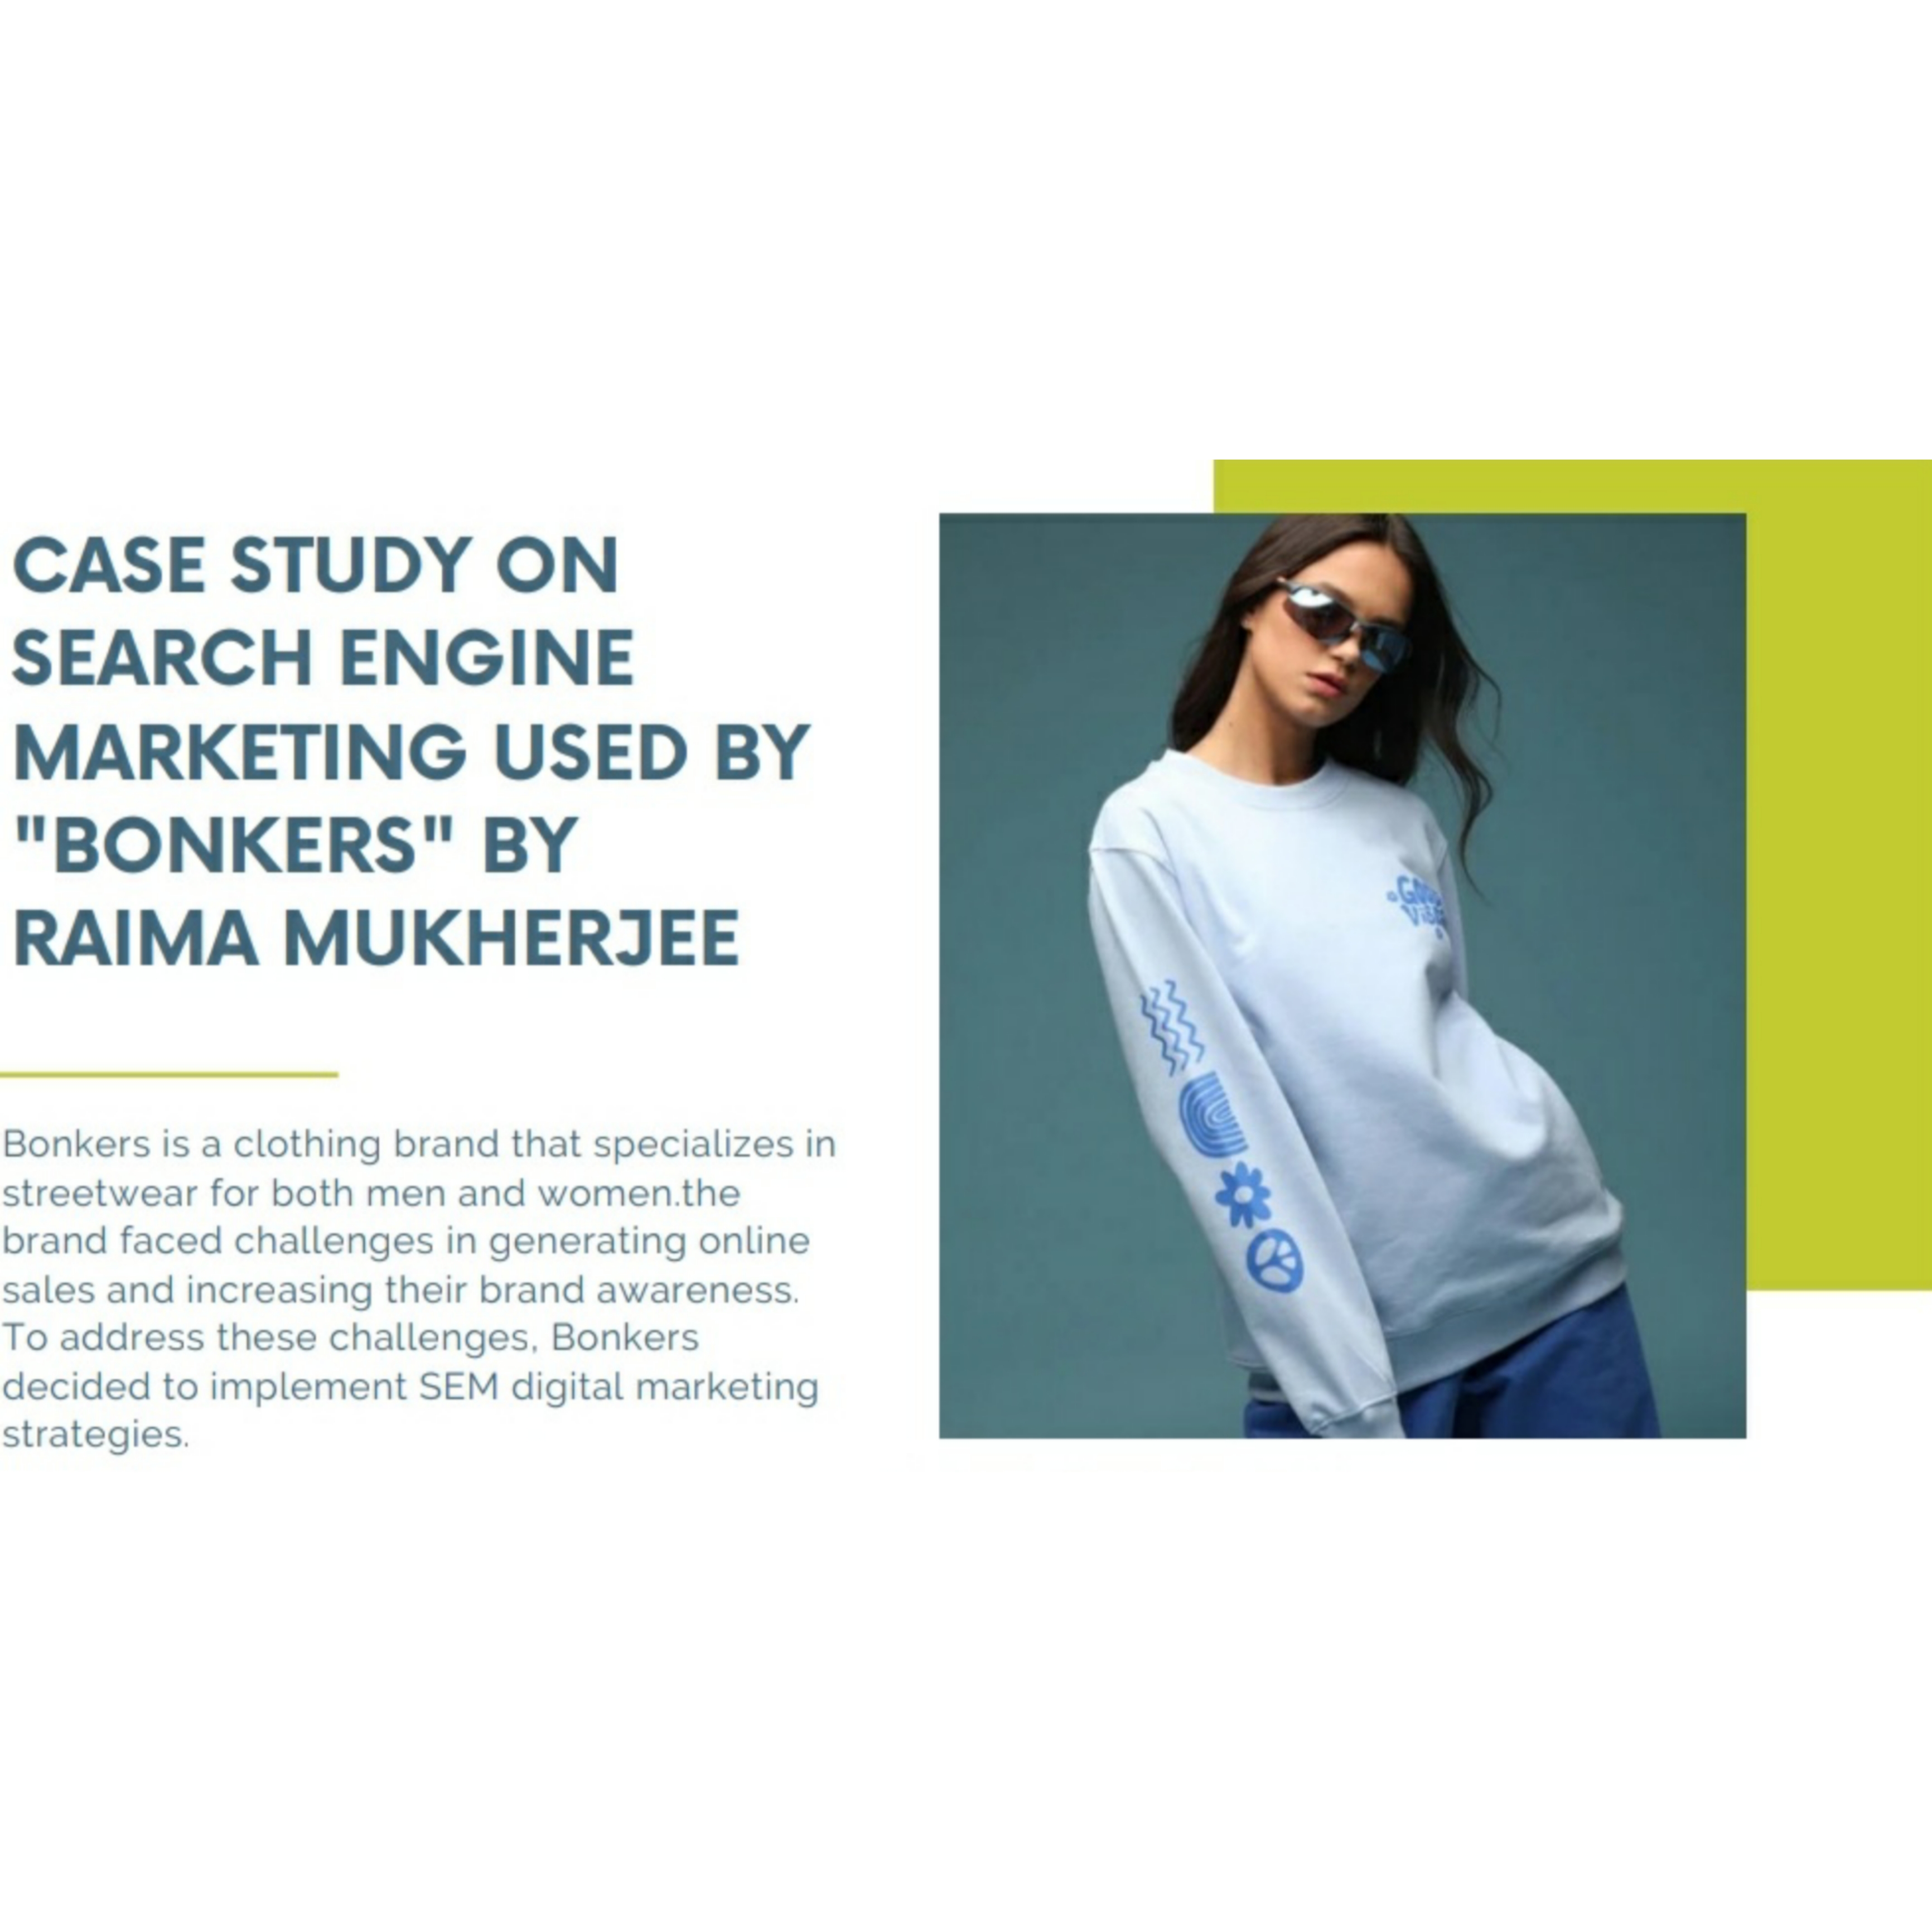 CASE STUDY ON
SEARCH ENGINE
MARKETING USED BY
"BONKERS" BY
RAIMA MUKHERJEE
Bonkers is a clothing brand that specializes in
streetwear for both men and women.the
brand faced challenges in generating online
sales and increasing their brand awareness.
To address these challenges, Bonkers
decided to implement SEM digital marketing
strategies.